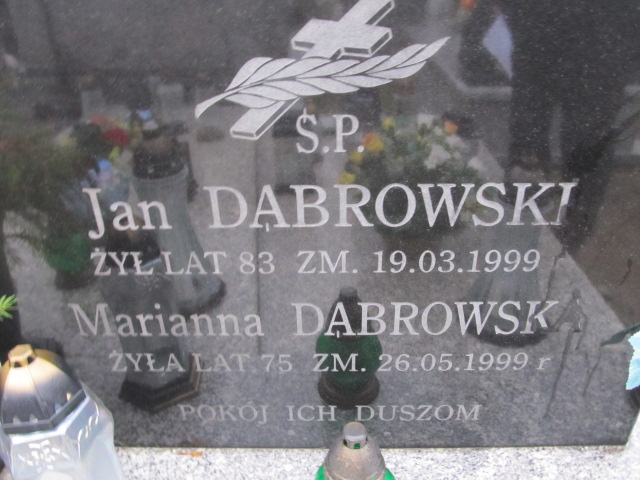 Ś.P.
Jan DĄBROWSKI
ŻYŁ LAT 83 ZM. 19.03.1999
Marianna DĄBROWSKA
ŻYŁA LAT 75 ZM. 26.05.1999 r
POKÓJ ICH DUSZOM